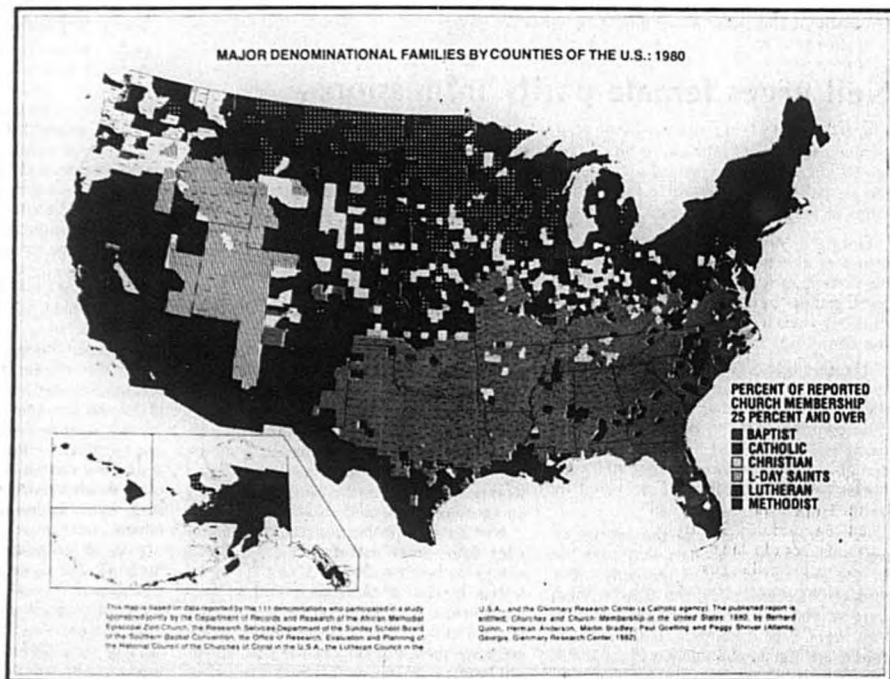 MAJOR DENOMINATIONAL FAMILIES BY COUNTIES OF THE U.S.: 1980
PERCENT OF REPORTED
CHURCH MEMBERSHIP
25 PERCENT AND OVER
BAPTIST
CATHOLIC
CHRISTIAN
L-DAY SAINTS
LUTHERAN
METHODIST
This map is based on data reported by the 111 denominations who participated in a study
sponsored jointly by the Department of Records and Research of the African Methodist
Episcopal Zion Church, the Research Services Department of the Sunday School Board
of the Southern Baptist Convention, the Office of Research, Evaluation and Planning of
the National Council of the Churches of Christ in the U.S.A., the Lutheran Council in the
U.S.A., and the Glenmary Research Center (a Catholic agency). The published report is
entitled, Churches and Church Membership in the United States: 1980, by Bernard
Quinn, Herman Anderson, Martin Bradley, Paul Goetting and Peggy Shriver (Atlanta,
Georgia, Glenmary Research Center, 1982)